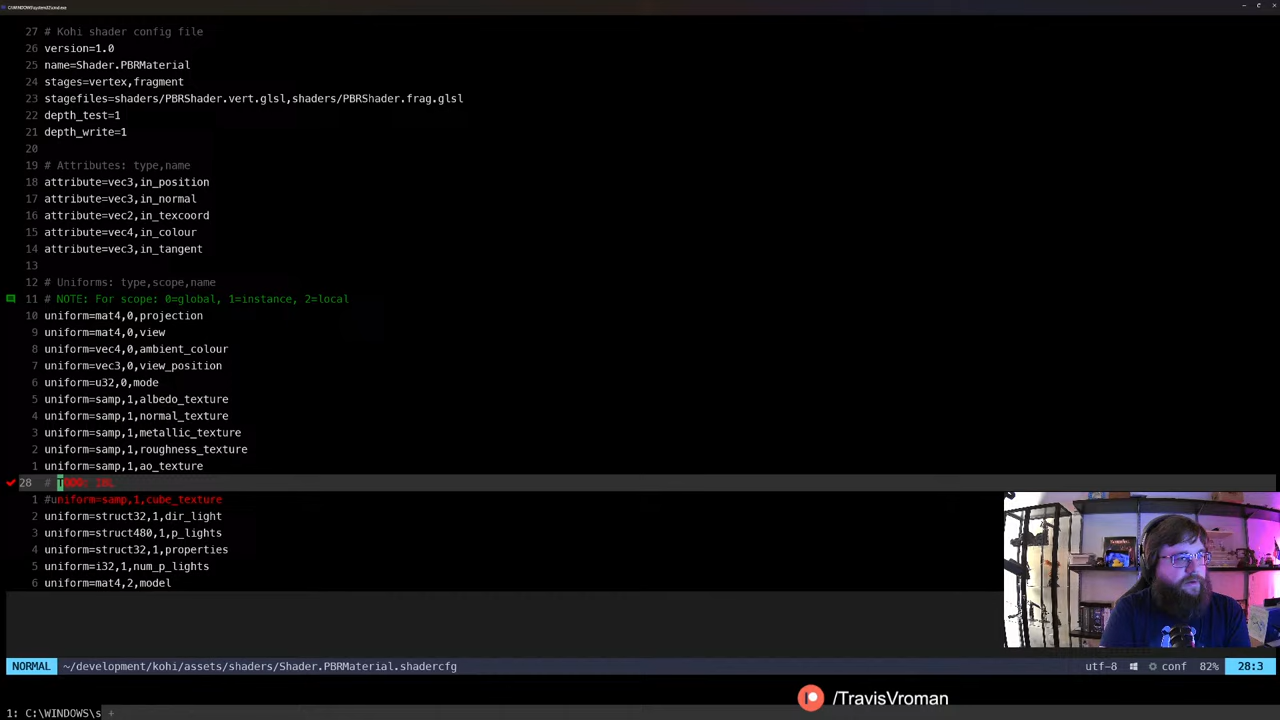 C:\WINDOWS\system32\cmd.exe
27 # Kohi shader config file
26 version=1.0
25 name=Shader.PBRMaterial
24 stages=vertex,fragment
23 stagefiles=shaders/PBRShader.vert.glsl,shaders/PBRShader.frag.glsl
22 depth_test=1
21 depth_write=1
20
19 # Attributes: type,name
18 attribute=vec3,in_position
17 attribute=vec3,in_normal
16 attribute=vec2,in_texcoord
15 attribute=vec4,in_colour
14 attribute=vec3,in_tangent
13
12 # Uniforms: type,scope,name
11 # NOTE: For scope: 0=global, 1=instance, 2=local
10 uniform=mat4,0,projection
9 uniform=mat4,0,view
8 uniform=vec4,0,ambient_colour
7 uniform=vec3,0,view_position
6 uniform=u32,0,mode
5 uniform=samp,1,albedo_texture
4 uniform=samp,1,normal_texture
3 uniform=samp,1,metallic_texture
2 uniform=samp,1,roughness_texture
1 uniform=samp,1,ao_texture
28 # TODO: IBL
1 #uniform=samp,1,cube_texture
2 uniform=struct32,1,dir_light
3 uniform=struct480,1,p_lights
4 uniform=struct32,1,properties
5 uniform=i32,1,num_p_lights
6 uniform=mat4,2,model
NORMAL ~/development/kohi/assets/shaders/Shader.PBRMaterial.shadercfg utf-8 conf 82% 28:3
/TravisVroman
1: C:\WINDOWS\s +